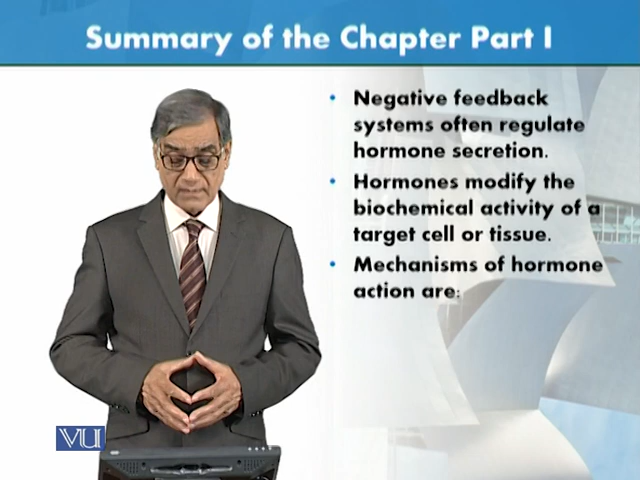 Summary of the Chapter Part I
• Negative feedback
systems often regulate
hormone secretion.
• Hormones modify the
biochemical activity of a
target cell or tissue.
• Mechanisms of hormone
action are:
VU